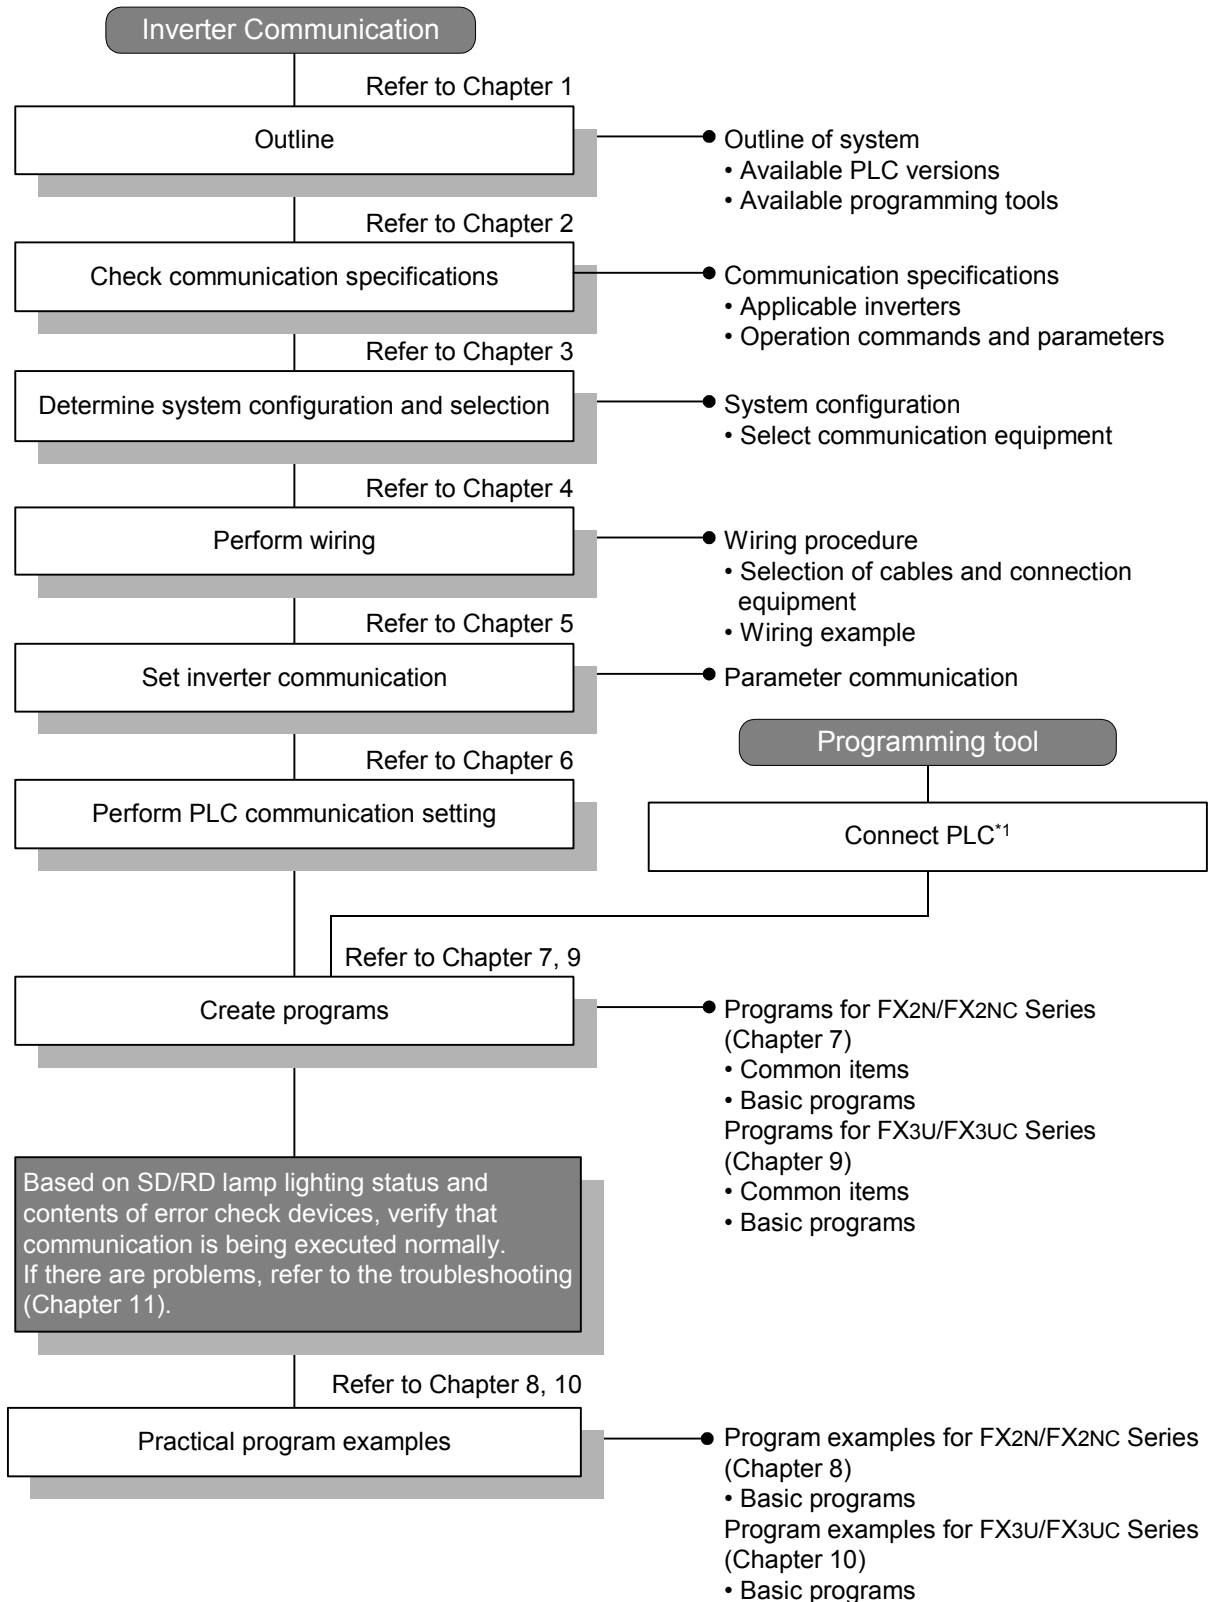 Inverter Communication
Refer to Chapter 1
Outline
Outline of system
• Available PLC versions
• Available programming tools
Refer to Chapter 2
Check communication specifications
Communication specifications
• Applicable inverters
• Operation commands and parameters
Refer to Chapter 3
Determine system configuration and selection
System configuration
• Select communication equipment
Refer to Chapter 4
Perform wiring
Wiring procedure
• Selection of cables and connection
equipment
• Wiring example
Refer to Chapter 5
Set inverter communication
Parameter communication
Programming tool
Refer to Chapter 6
Perform PLC communication setting
Connect PLC*1
Refer to Chapter 7, 9
Create programs
Programs for FX2N/FX2NC Series
(Chapter 7)
• Common items
• Basic programs
Programs for FX3U/FX3UC Series
(Chapter 9)
• Common items
• Basic programs
Based on SD/RD lamp lighting status and
contents of error check devices, verify that
communication is being executed normally.
If there are problems, refer to the troubleshooting
(Chapter 11).
Refer to Chapter 8, 10
Practical program examples
Program examples for FX2N/FX2NC Series
(Chapter 8)
• Basic programs
Program examples for FX3U/FX3UC Series
(Chapter 10)
• Basic programs